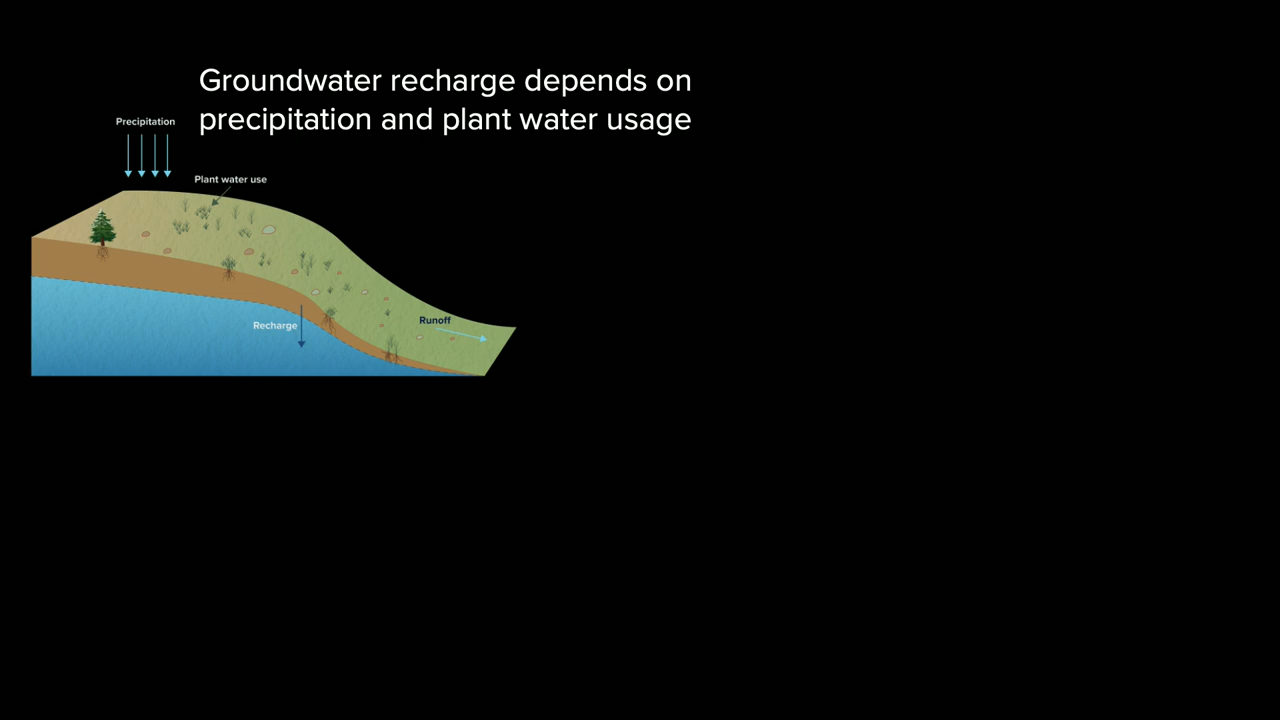 Groundwater recharge depends on
precipitation and plant water usage
Precipitation
Plant water use
Recharge
Runoff